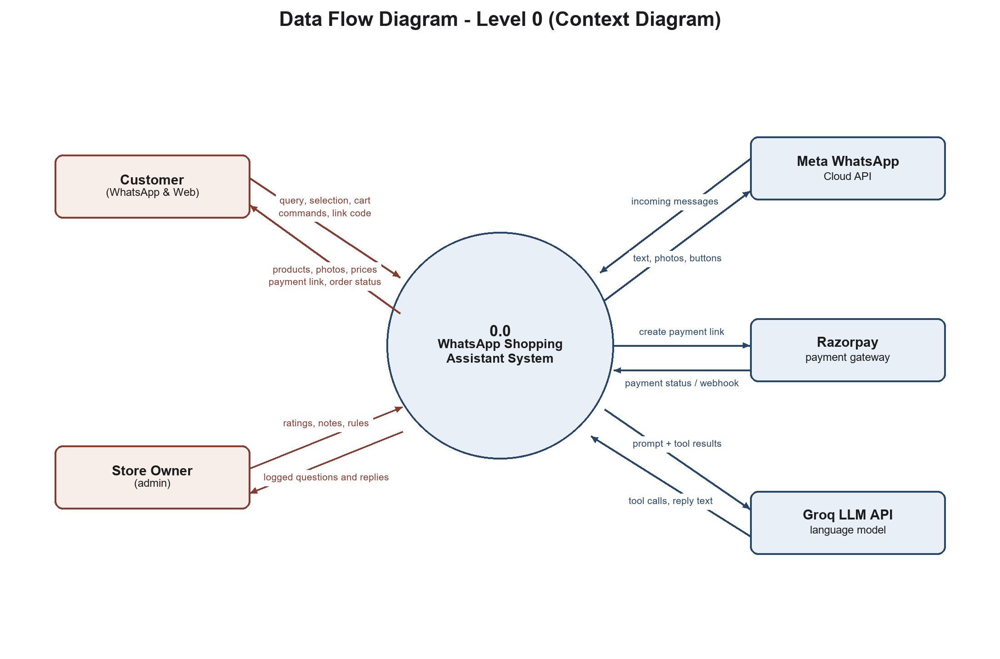 Data Flow Diagram - Level 0 (Context Diagram)
Customer
(WhatsApp & Web)
query, selection, cart
commands, link code
products, photos, prices
payment link, order status
Meta WhatsApp
Cloud API
incoming messages
text, photos, buttons
0.0
WhatsApp Shopping
Assistant System
create payment link
Razorpay
payment gateway
payment status / webhook
ratings, notes, rules
Store Owner
(admin)
logged questions and replies
prompt + tool results
tool calls, reply text
Groq LLM API
language model